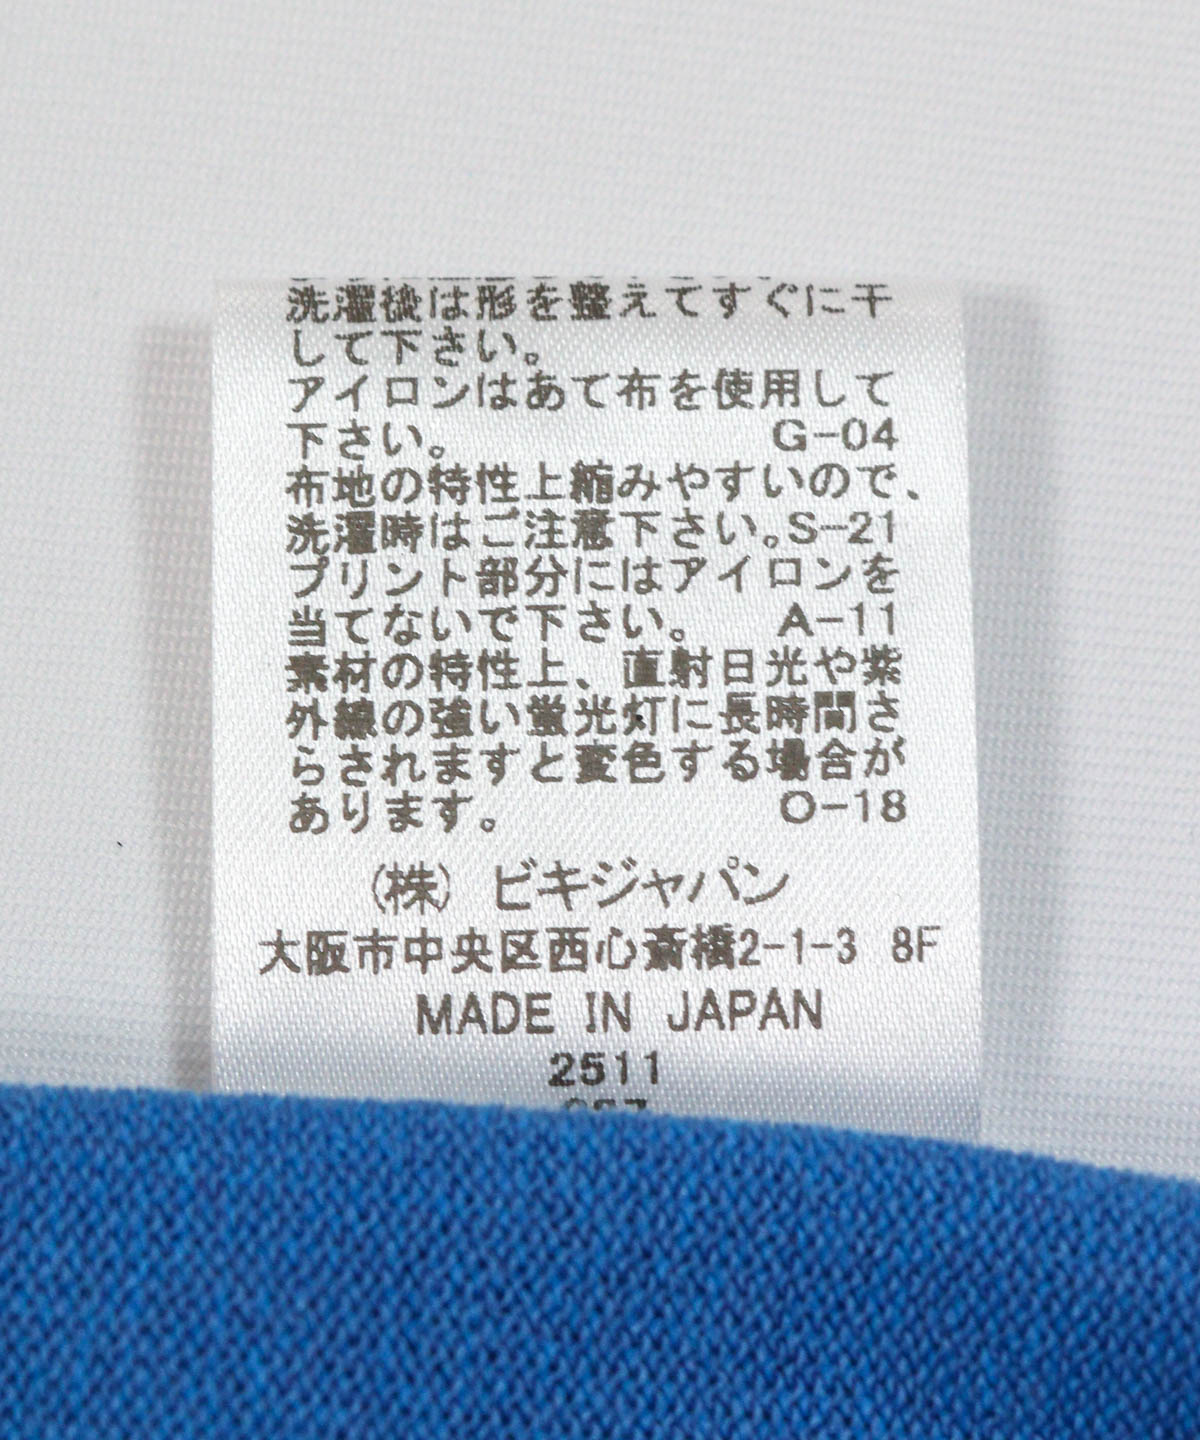 洗濯後は形を整えてすぐに干
して下さい。
アイロンはあて布を使用して
下さい。 G-04
布地の特性上縮みやすいので、
洗濯時はご注意下さい。S-21
プリント部分にはアイロンを
当てないで下さい。 A-11
素材の特性上、直射日光や紫
外線の強い蛍光灯に長時間さ
らされますと変色する場合が
あります。 O-18
(株) ビキジャパン
大阪市中央区西心斎橋2-1-3 8F
MADE IN JAPAN
2511